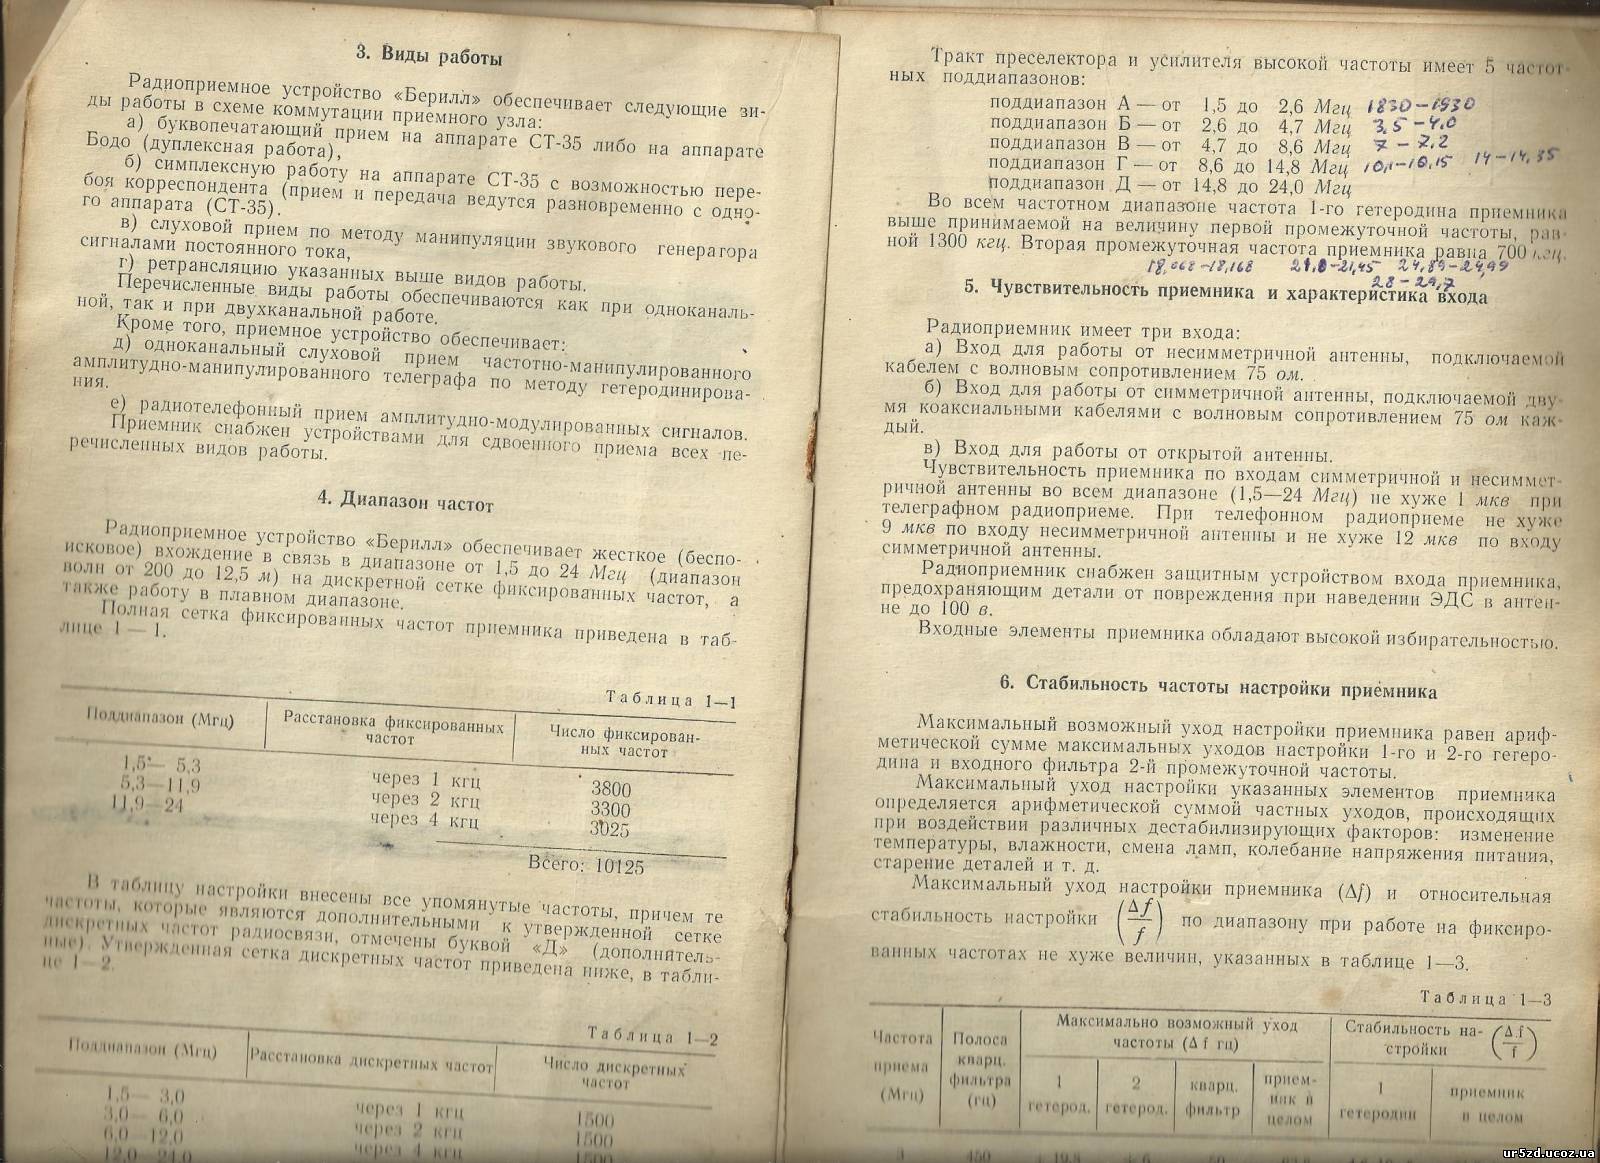 3. Виды работы
Радиоприемное устройство «Берилл» обеспечивает следующие ви-
ды работы в схеме коммутации приемного узла:
а) буквопечатающий прием на аппарате СТ-35 либо на аппарате
Бодо (дуплексная работа),
б) симплексную работу на аппарате СТ-35 с возможностью пере-
боя корреспондента (прием и передача ведутся разновременно с одно-
го аппарата (СТ-35).
в) слуховой прием по методу манипуляции звукового генератора
сигналами постоянного тока,
г) ретрансляцию указанных выше видов работы.
Перечисленные виды работы обеспечиваются как при одноканаль-
ной, так и при двухканальной работе.
Кроме того, приемное устройство обеспечивает:
д) одноканальный слуховой прием частотно-манипулированного
амплитудно-манипулированного телеграфа по методу гетеродинирова-
ния.
е) радиотелефонный прием амплитудно-модулированных сигналов.
Приемник снабжен устройствами для сдвоенного приема всех пе-
речисленных видов работы.
4. Диапазон частот
Радиоприемное устройство «Берилл» обеспечивает жесткое (беспо-
исковое) вхождение в связь в диапазоне от 1,5 до 24 Мгц (диапазон
волн от 200 до 12,5 м) на дискретной сетке фиксированных частот, а
также работу в плавном диапазоне.
Полная сетка фиксированных частот приемника приведена в таб-
лице 1 — 1.
Таблица 1—1
Поддиапазон (Мгц) Расстановка фиксированных частот Число фиксирован-ных частот
1,5— 5,3 через 1 кгц 3800
5,3—11,9 через 2 кгц 3300
11,9—24 через 4 кгц 3025
Всего: 10125
В таблицу настройки внесены все упомянутые частоты, причем те
частоты, которые являются дополнительными к утвержденной сетке
дискретных частот радиосвязи, отмечены буквой «Д» (дополнитель-
ные). Утвержденная сетка дискретных частот приведена ниже, в табли-
це 1—2.
Таблица 1—2
Поддиапазон (Мгц) Расстановка дискретных частот Число дискретных частот
1,5— 3,0 через 1 кгц 1500
3,0— 6,0 через 2 кгц 1500
6,0—12,0 через 4 кгц 1500
12,0—24,0
Тракт преселектора и усилителя высокой частоты имеет 5 частот-
ных поддиапазонов:
поддиапазон А — от 1,5 до 2,6 Мгц 1830-1930
поддиапазон Б — от 2,6 до 4,7 Мгц 3,5-4,0
поддиапазон В — от 4,7 до 8,6 Мгц 7-7,2
поддиапазон Г — от 8,6 до 14,8 Мгц 10,1-10,15 14-14,35
поддиапазон Д — от 14,8 до 24,0 Мгц
Во всем частотном диапазоне частота 1-го гетеродина приемника
выше принимаемой на величину первой промежуточной частоты, рав-
ной 1300 кгц. Вторая промежуточная частота приемника равна 700 кгц.
18,068-18,168 21,0-21,45 24,89-24,99
28-29,7
5. Чувствительность приемника и характеристика входа
Радиоприемник имеет три входа:
а) Вход для работы от несимметричной антенны, подключаемой
кабелем с волновым сопротивлением 75 ом.
б) Вход для работы от симметричной антенны, подключаемой дву-
мя коаксиальными кабелями с волновым сопротивлением 75 ом каж-
дый.
в) Вход для работы от открытой антенны.
Чувствительность приемника по входам симметричной и несиммет-
ричной антенны во всем диапазоне (1,5—24 Мгц) не хуже 1 мкв при
телеграфном радиоприеме. При телефонном радиоприеме не хуже
9 мкв по входу несимметричной антенны и не хуже 12 мкв по входу
симметричной антенны.
Радиоприемник снабжен защитным устройством входа приемника,
предохраняющим детали от повреждения при наведении ЭДС в антен-
не до 100 в.
Входные элементы приемника обладают высокой избирательностью.
6. Стабильность частоты настройки приемника
Максимальный возможный уход настройки приемника равен ариф-
метической сумме максимальных уходов настройки 1-го и 2-го гетеро-
дина и входного фильтра 2-й промежуточной частоты.
Максимальный уход настройки указанных элементов приемника
определяется арифметической суммой частных уходов, происходящих
при воздействии различных дестабилизирующих факторов: изменение
температуры, влажности, смена ламп, колебание напряжения питания,
старение деталей и т. д.
Максимальный уход настройки приемника (Δf) и относительная
стабильность настройки (Δf/f) по диапазону при работе на фиксиро-
ванных частотах не хуже величин, указанных в таблице 1—3.
Таблица 1—3
Частота приема (Мгц) Полоса кварц. фильтра (гц) Максимально возможный уход частоты (Δ f гц) Стабильность на-стройки (Δ f/f)
1 гетерод. 2 гетерод. кварц. фильтр прием-ник в целом 1 гетеродин приемник в целом
3 450
ur5zd.ucoz.ua